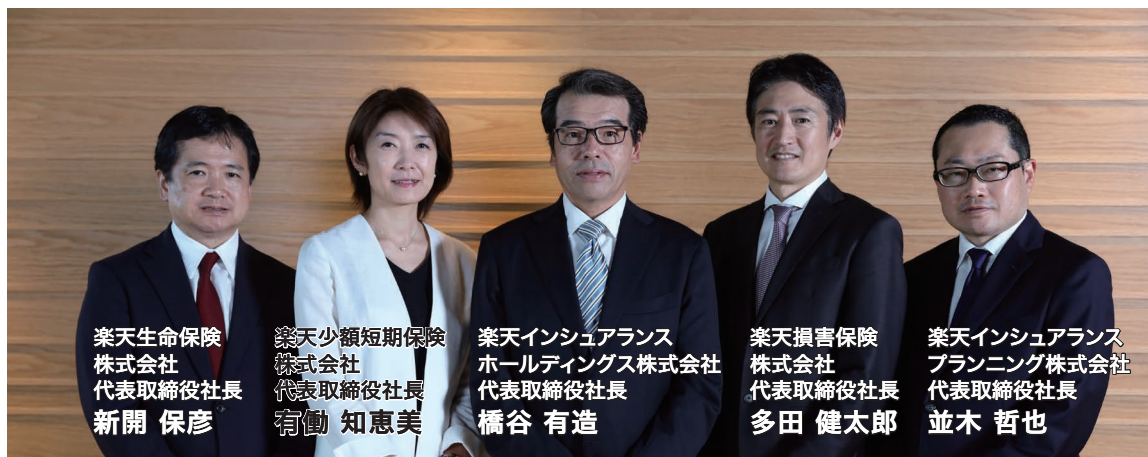 楽天生命保険
株式会社
代表取締役社長
新開 保彦
楽天少額短期保険
株式会社
代表取締役社長
有働 知恵美
楽天インシュアランス
ホールディングス株式会社
代表取締役社長
橋谷 有造
楽天損害保険
株式会社
代表取締役社長
多田 健太郎
楽天インシュアランス
プランニング株式会社
代表取締役社長
並木 哲也